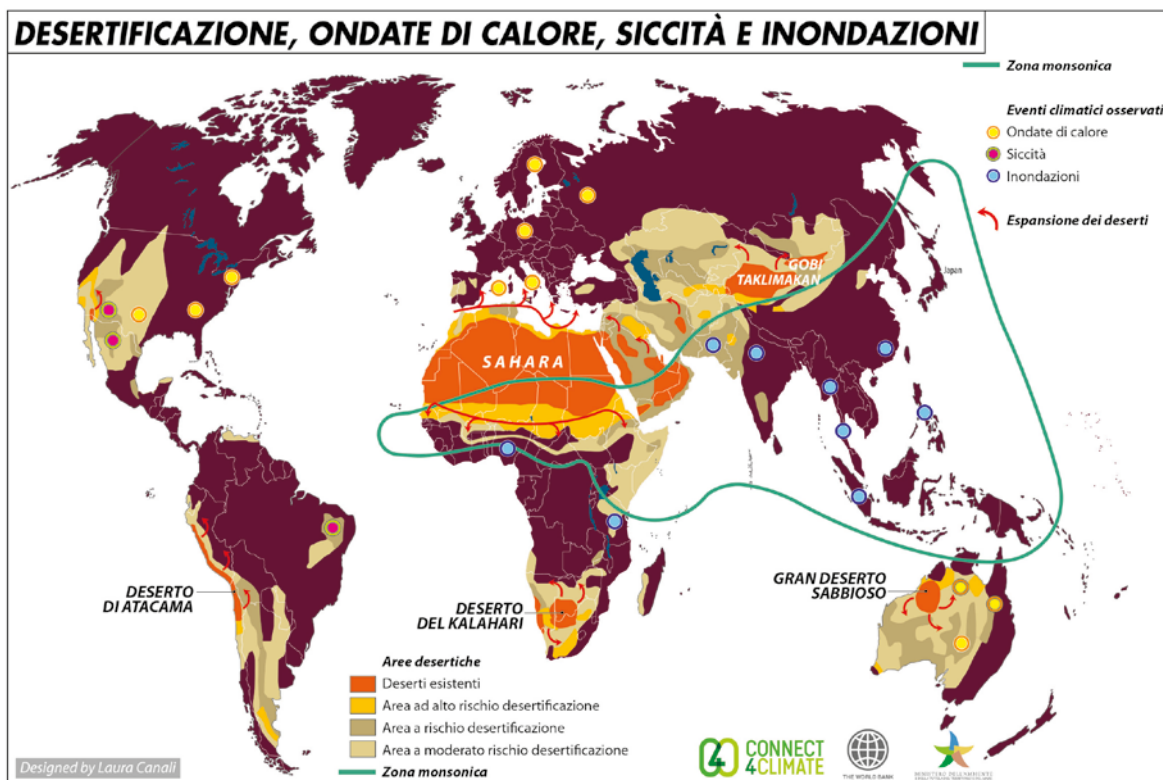 DESERTIFICAZIONE, ONDATE DI CALORE, SICCITÀ E INONDAZIONI
Zona monsonica
Eventi climatici osservati
Ondate di calore
Siccità
Inondazioni
Espansione dei deserti
GOBI
TAKLIMAKAN
Japan
SAHARA
DESERTO
DI ATACAMA
DESERTO
DEL KALAHARI
GRAN DESERTO
SABBIOSO
Aree desertiche
Deserti esistenti
Area ad alto rischio desertificazione
Area a rischio desertificazione
Area a moderato rischio desertificazione
Zona monsonica
Designed by Laura Canali
CONNECT
4CLIMATE
THE WORLD BANK
MINISTERO DELL'AMBIENTE